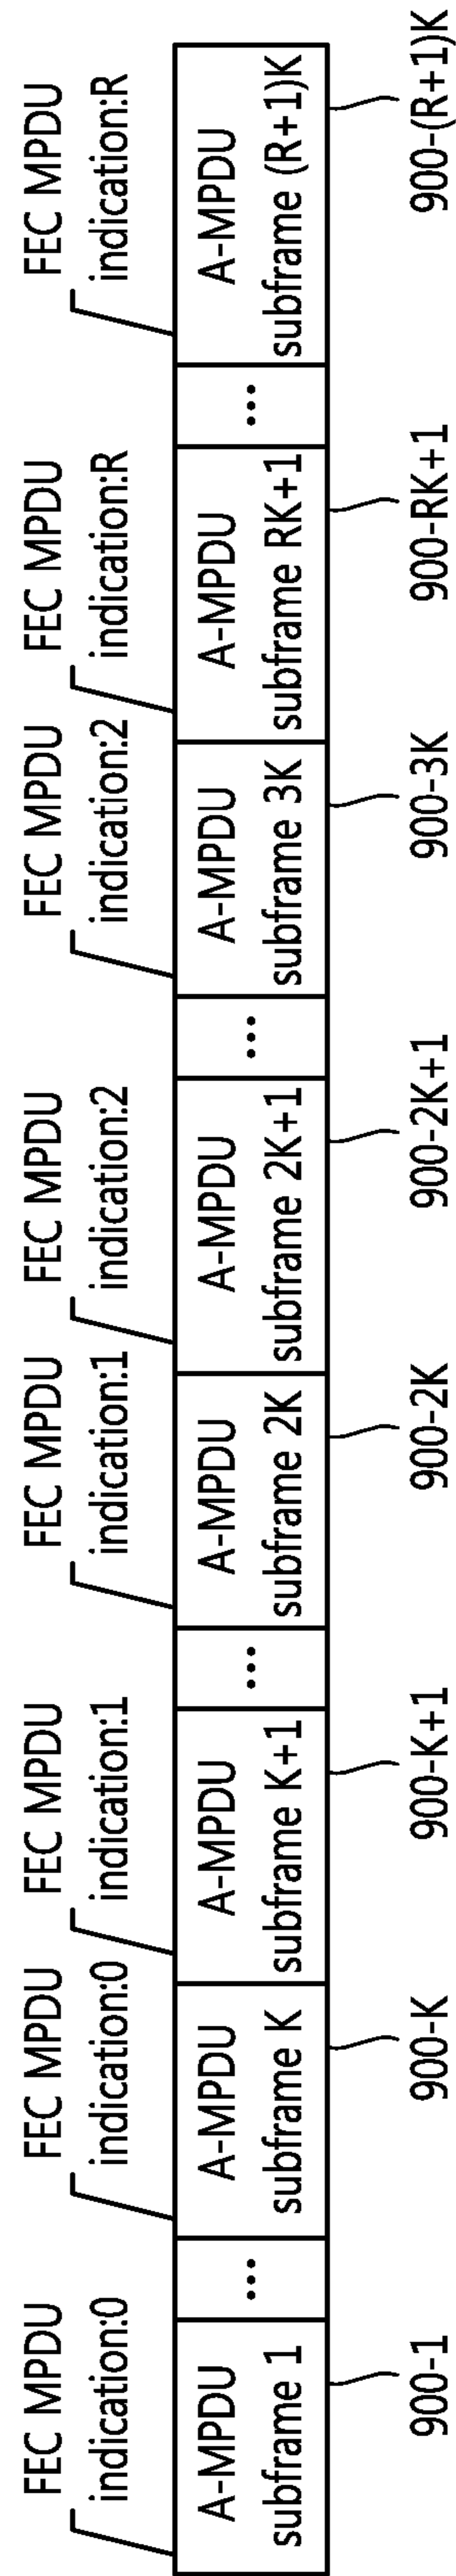 FEC MPDU
indication:0
FEC MPDU
indication:0
FEC MPDU
indication:1
FEC MPDU
indication:1
FEC MPDU
indication:2
FEC MPDU
indication:2
FEC MPDU
indication:R
FEC MPDU
indication:R
A-MPDU
subframe 1
...
A-MPDU
subframe K
A-MPDU
subframe K+1
...
A-MPDU
subframe 2K
A-MPDU
subframe 2K+1
...
A-MPDU
subframe 3K
A-MPDU
subframe RK+1
...
A-MPDU
subframe (R+1)K
900-1
900-K
900-K+1
900-2K
900-2K+1
900-3K
900-RK+1
900-(R+1)K